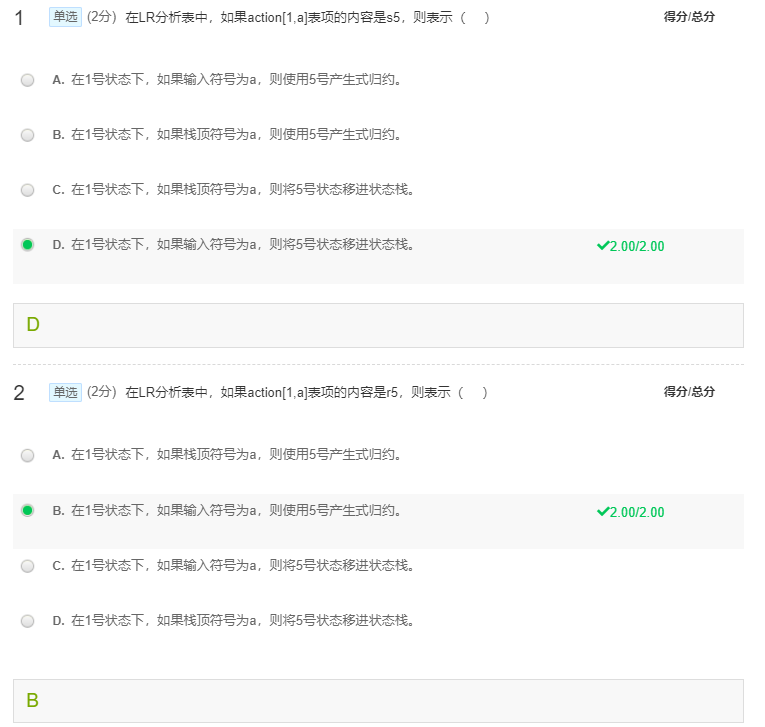 1 单选 (2分) 在LR分析表中，如果action[1,a]表项的内容是s5，则表示（ ） 得分/总分
A. 在1号状态下，如果输入符号为a，则使用5号产生式归约。
B. 在1号状态下，如果栈顶符号为a，则使用5号产生式归约。
C. 在1号状态下，如果栈顶符号为a，则将5号状态移进状态栈。
D. 在1号状态下，如果输入符号为a，则将5号状态移进状态栈。 ✔2.00/2.00
D
2 单选 (2分) 在LR分析表中，如果action[1,a]表项的内容是r5，则表示（ ） 得分/总分
A. 在1号状态下，如果栈顶符号为a，则使用5号产生式归约。
B. 在1号状态下，如果输入符号为a，则使用5号产生式归约。 ✔2.00/2.00
C. 在1号状态下，如果输入符号为a，则将5号状态移进状态栈。
D. 在1号状态下，如果栈顶符号为a，则将5号状态移进状态栈。
B